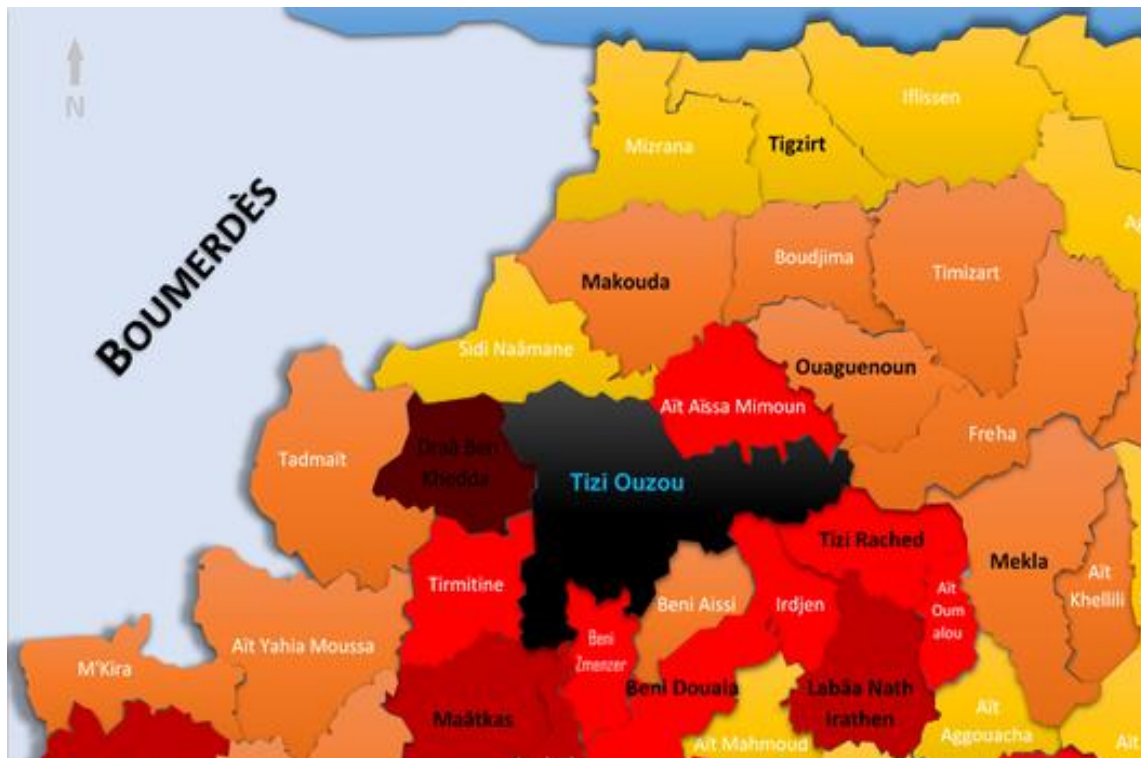 N
BOUMERDÈS
Mizrana
Tigzirt
Iflissen
Makouda
Boudjima
Timizart
Sidi Naâmane
Ouaguenoun
Aït Aïssa Mimoun
Freha
Tadmaït
Draâ Ben
Khedda
Tizi Ouzou
Tizi Rached
Mekla
Tirmitine
Beni Aissi
Irdjen
Aït
Oum
alou
Aït
Khellili
Aït Yahia Moussa
M'Kira
Beni
Zmenzer
Beni Douala
Labâa Nath
Irathen
Maâtkas
Aït
Aggouacha
Aït Mahmoud
Aït